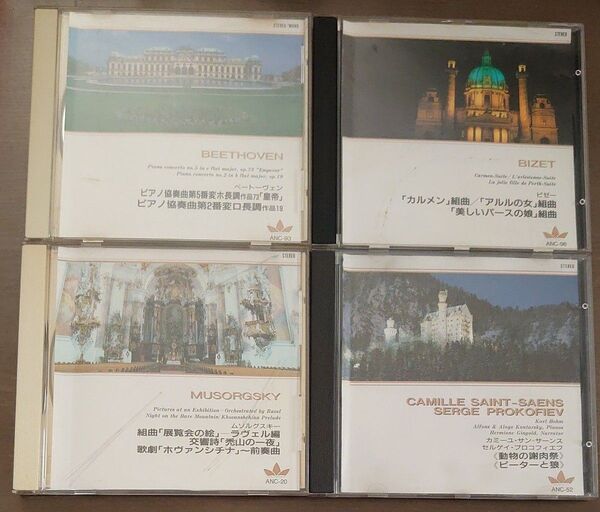 STEREO/MONO
BEETHOVEN
Piano concerto no.5 in e flat major, op.73 "Emperor"
Piano concerto no.2 in b flat major, op.19
ベートーヴェン
ピアノ協奏曲第5番変ホ長調作品73「皇帝」
ピアノ協奏曲第2番変ロ長調作品19
ANC-93
STEREO
BIZET
Carmen-Suite / L'arlesienne-Suite
La jolie fille de Perth-Suite
ビゼー
「カルメン」組曲/「アルルの女」組曲
「美しいパースの娘」組曲
ANC-96
STEREO
MUSORGSKY
Pictures at an Exhibition—Orchestrated by Ravel
Night on the Bare Mountain/Khovanshchina Prelude
ムソルグスキー
組曲「展覧会の絵」—ラヴェル編
交響詩「禿山の一夜」
歌劇「ホヴァンシチナ」〜前奏曲
ANC-20
STEREO
CAMILLE SAINT-SAENS
SERGE PROKOFIEV
Karl Bohm
Alfons & Aloys Kontarsky, Pianos
Hermione Gingold, Narrator
カミーユ・サン・サーンス
セルゲイ・プロコフィエフ
《動物の謝肉祭》
《ピーターと狼》
ANC-52